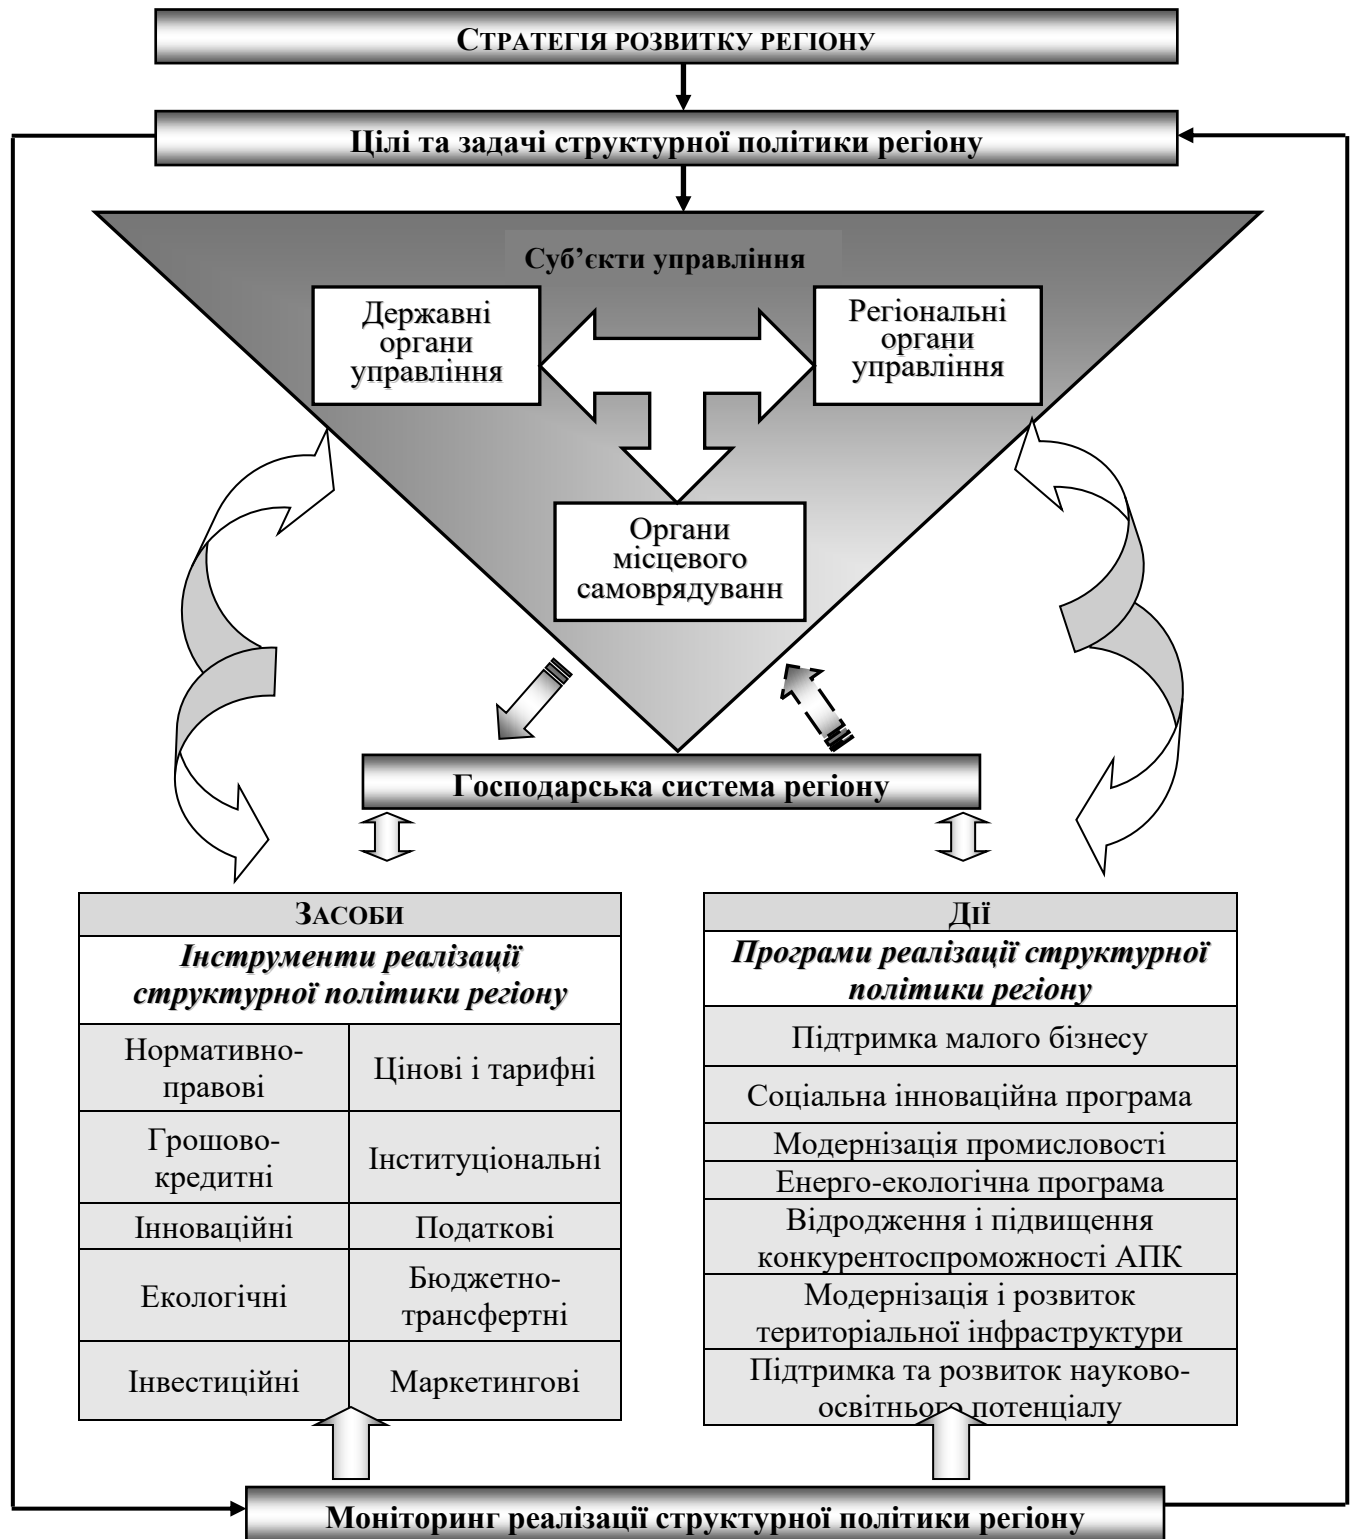 СТРАТЕГІЯ РОЗВИТКУ РЕГІОНУ
Цілі та задачі структурної політики регіону
Суб’єкти управління
Державні
органи
управління
Регіональні
органи
управління
Органи
місцевого
самоврядуванн
Господарська система регіону
ЗАСОБИ
Інструменти реалізації
структурної політики регіону
Нормативно-
правові
Цінові і тарифні
Грошово-
кредитні
Інституціональні
Інноваційні
Податкові
Екологічні
Бюджетно-
трансфертні
Інвестиційні
Маркетингові
ДІЇ
Програми реалізації структурної
політики регіону
Підтримка малого бізнесу
Соціальна інноваційна програма
Модернізація промисловості
Енерго-екологічна програма
Відродження і підвищення
конкурентоспроможності АПК
Модернізація і розвиток
територіальної інфраструктури
Підтримка та розвиток науково-
освітнього потенціалу
Моніторинг реалізації структурної політики регіону